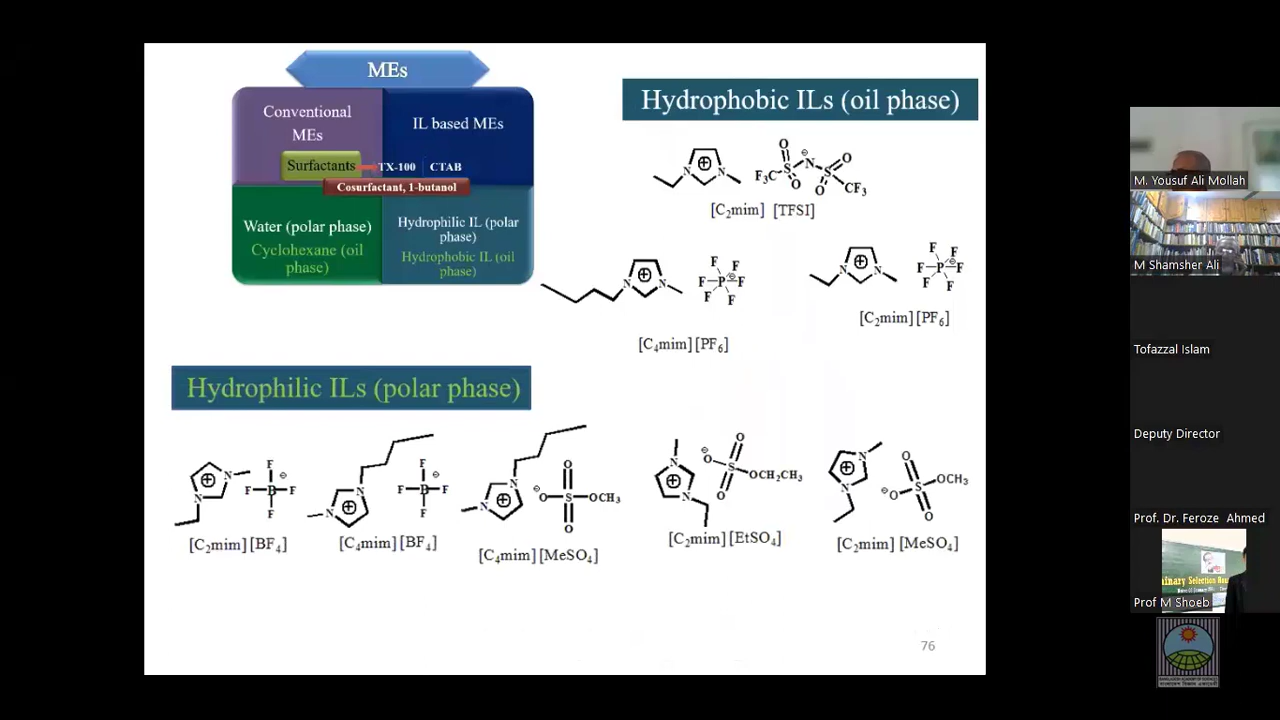 MEs
Conventional
MEs
IL based MEs
Surfactants
TX-100
CTAB
Cosurfactant, 1-butanol
Water (polar phase)
Cyclohexane (oil
phase)
Hydrophilic IL (polar
phase)
Hydrophobic IL (oil
phase)
Hydrophobic ILs (oil phase)
[C₂mim] [TFSI]
[C₄mim] [PF₆]
[C₂mim] [PF₆]
Hydrophilic ILs (polar phase)
[C₂mim] [BF₄]
[C₄mim] [BF₄]
[C₄mim] [MeSO₄]
[C₂mim] [EtSO₄]
[C₂mim] [MeSO₄]
76
M. Yousuf Ali Mollah
M Shamsher Ali
Tofazzal Islam
Deputy Director
Prof. Dr. Feroze Ahmed
Prof M Shoeb